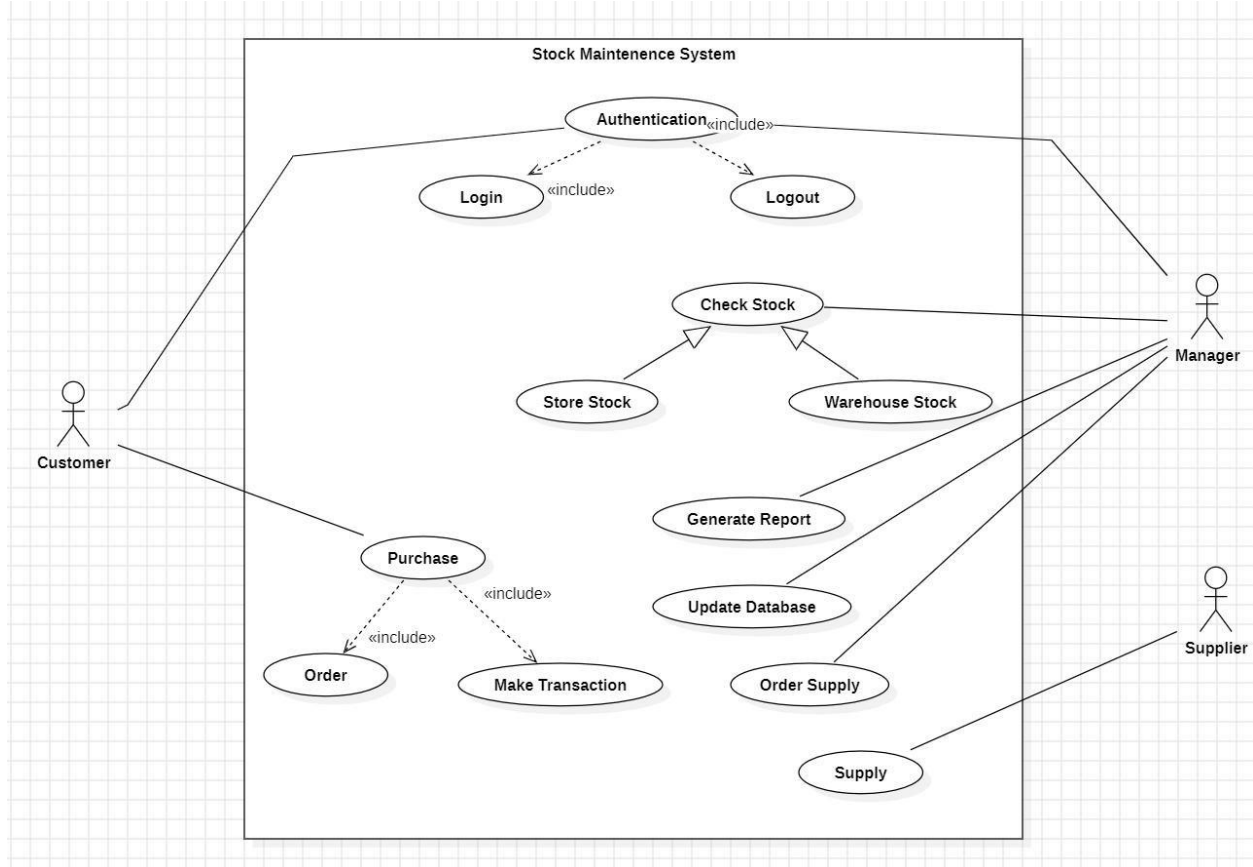 Stock Maintenence System
Authentication
«include»
Login
«include»
Logout
Check Stock
Manager
Store Stock
Warehouse Stock
Customer
Generate Report
Purchase
«include»
Update Database
«include»
Supplier
Order
Make Transaction
Order Supply
Supply